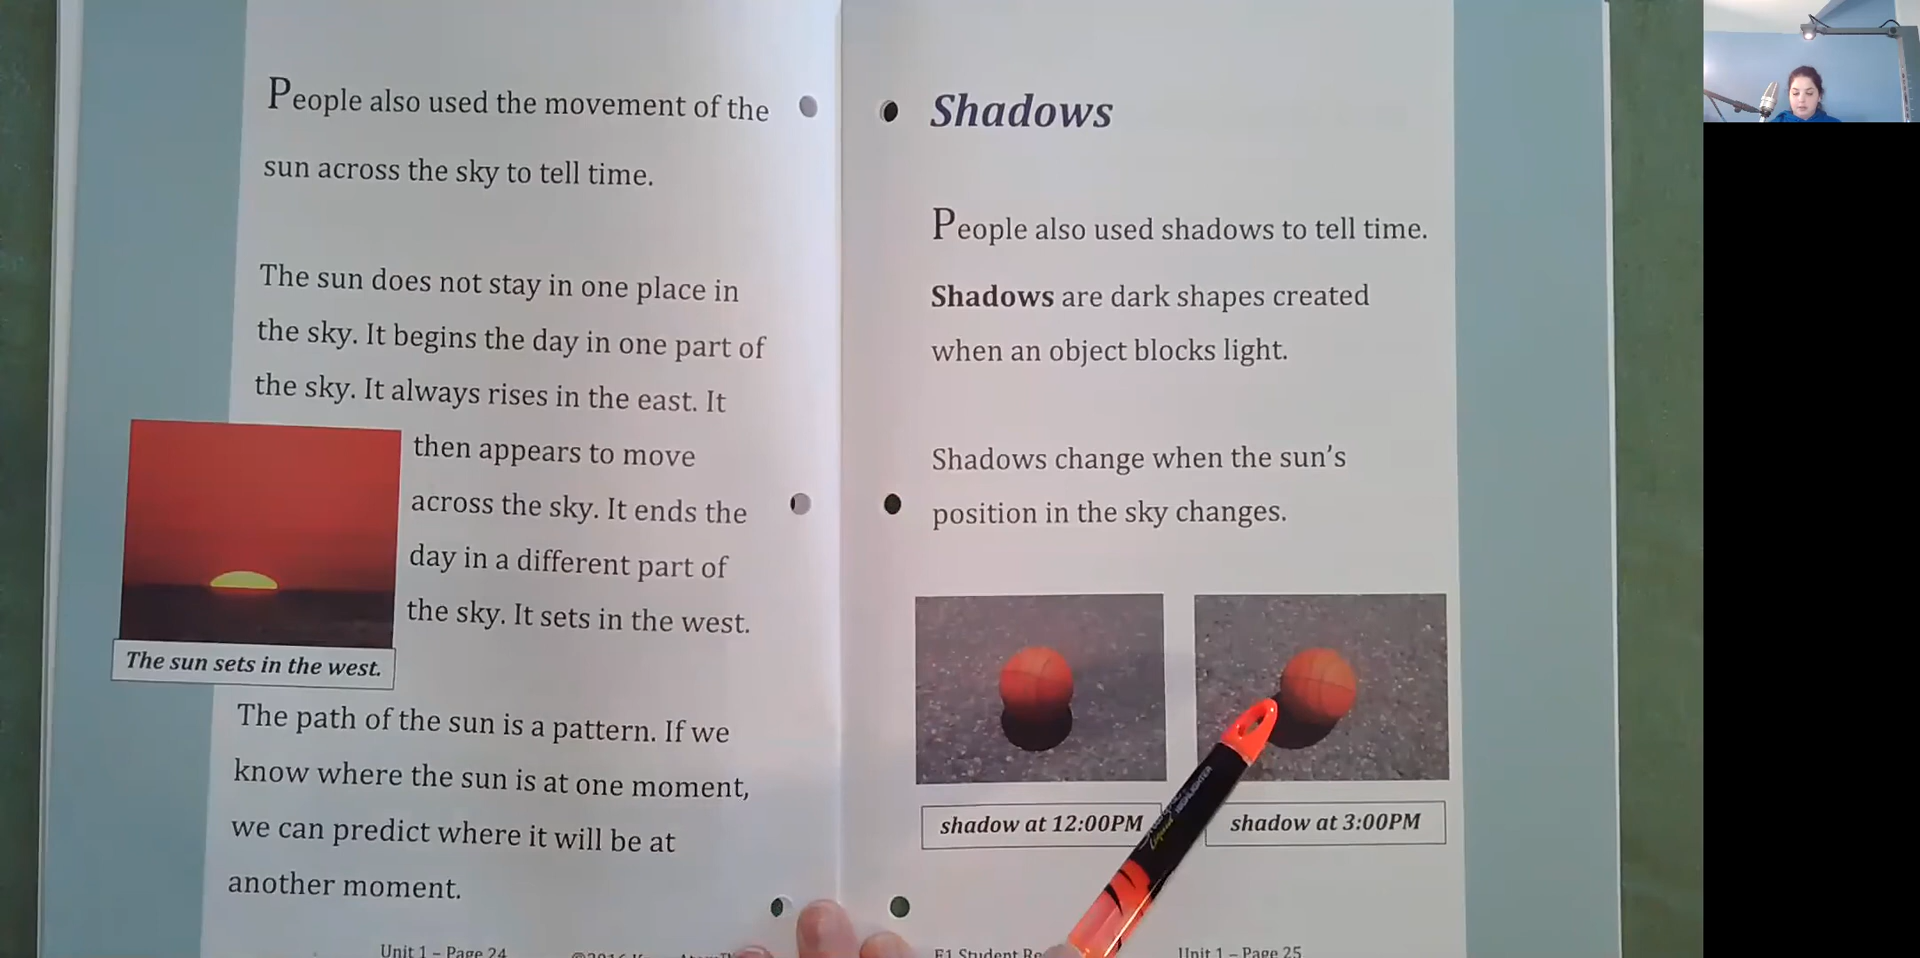 People also used the movement of the
sun across the sky to tell time.
The sun does not stay in one place in
the sky. It begins the day in one part of
the sky. It always rises in the east. It
then appears to move
across the sky. It ends the
day in a different part of
the sky. It sets in the west.
The sun sets in the west.
The path of the sun is a pattern. If we
know where the sun is at one moment,
we can predict where it will be at
another moment.
Unit 1 – Page 24
Shadows
People also used shadows to tell time.
Shadows are dark shapes created
when an object blocks light.
Shadows change when the sun's
position in the sky changes.
shadow at 12:00PM
shadow at 3:00PM
HIGHLIGHTER
E1 Student
Unit 1 – Page 25